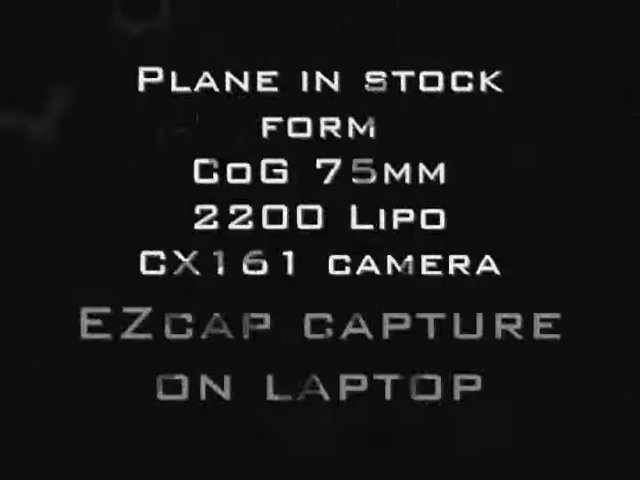 Plane in stock
form
CoG 75mm
2200 Lipo
CX161 camera
EZcap capture
on laptop